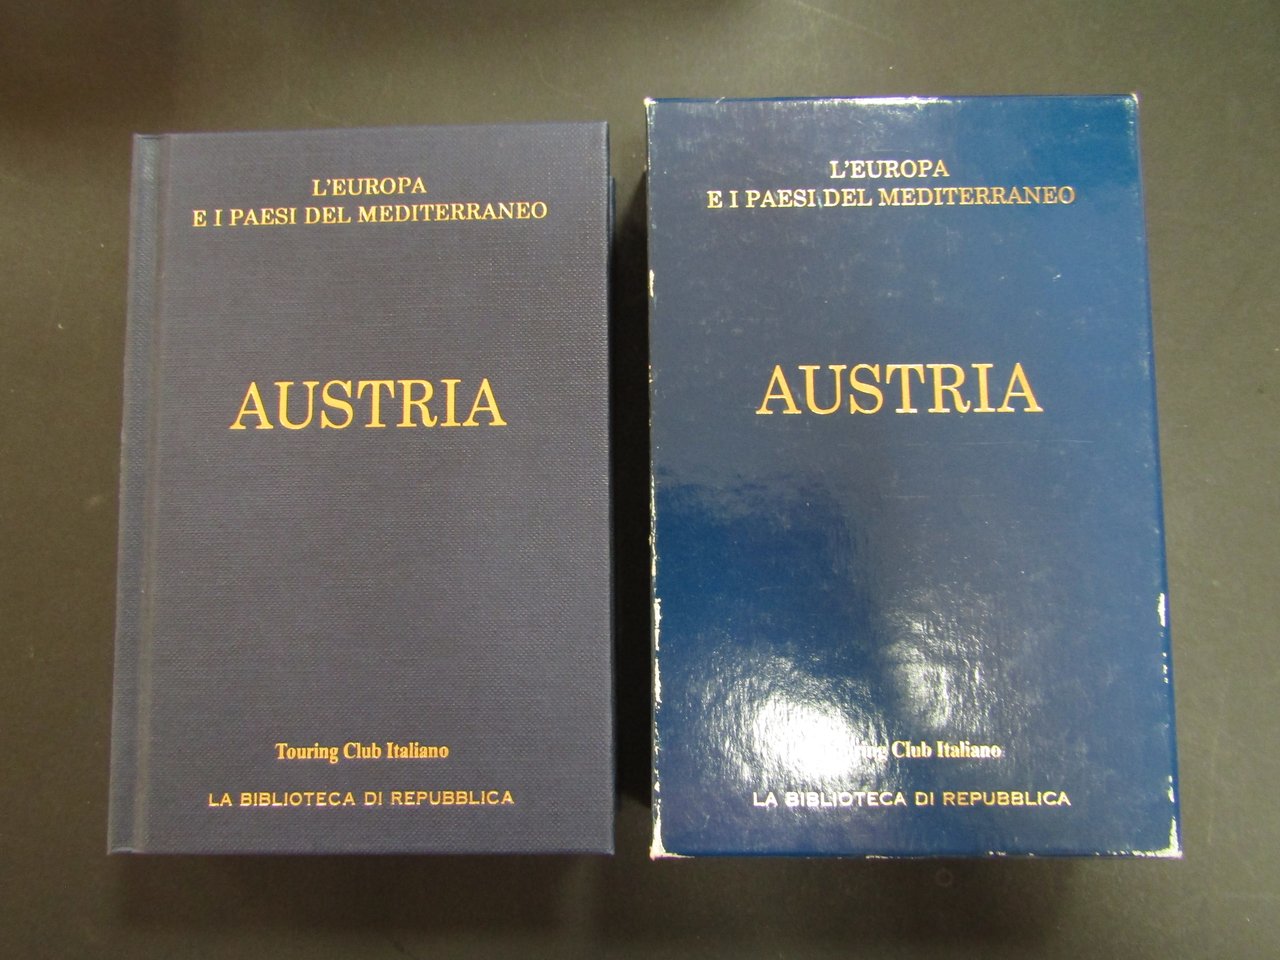 L'EUROPA
E I PAESI DEL MEDITERRANEO
AUSTRIA
Touring Club Italiano
LA BIBLIOTECA DI REPUBBLICA
L'EUROPA
E I PAESI DEL MEDITERRANEO
AUSTRIA
Touring Club Italiano
LA BIBLIOTECA DI REPUBBLICA